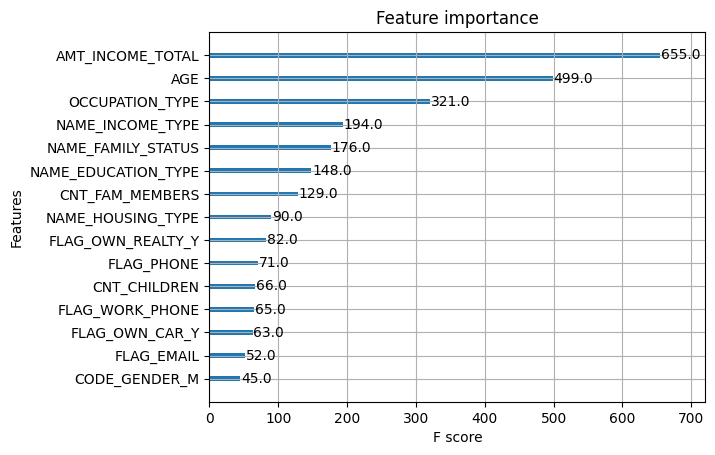 Feature importance
AMT_INCOME_TOTAL 655.0
AGE 499.0
OCCUPATION_TYPE 321.0
NAME_INCOME_TYPE 194.0
NAME_FAMILY_STATUS 176.0
NAME_EDUCATION_TYPE 148.0
CNT_FAM_MEMBERS 129.0
NAME_HOUSING_TYPE 90.0
FLAG_OWN_REALTY_Y 82.0
FLAG_PHONE 71.0
CNT_CHILDREN 66.0
FLAG_WORK_PHONE 65.0
FLAG_OWN_CAR_Y 63.0
FLAG_EMAIL 52.0
CODE_GENDER_M 45.0
Features
0 100 200 300 400 500 600 700
F score